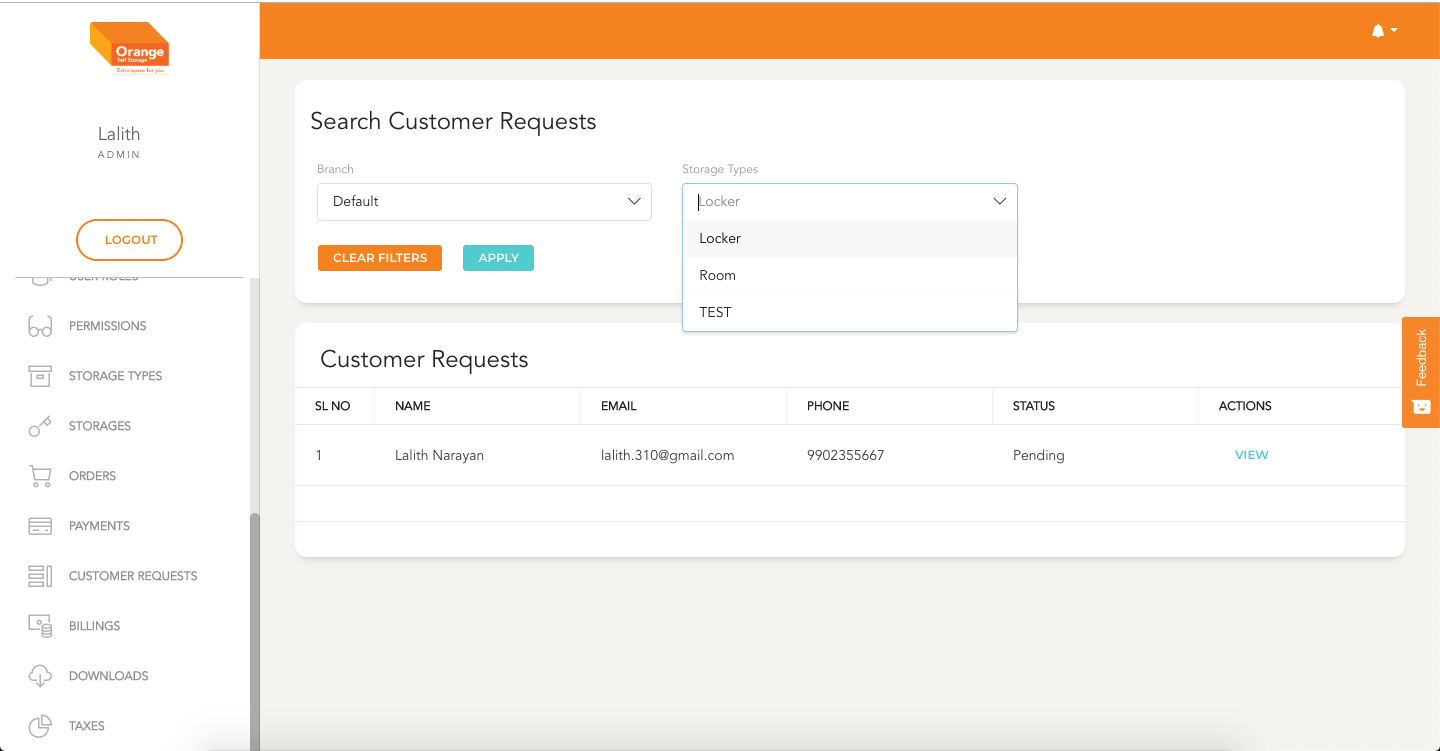 Orange
Self Storage
Extra space for you
Lalith
ADMIN
LOGOUT
USER ROLES
PERMISSIONS
STORAGE TYPES
STORAGES
ORDERS
PAYMENTS
CUSTOMER REQUESTS
BILLINGS
DOWNLOADS
TAXES
Search Customer Requests
Branch
Storage Types
Default
Locker
CLEAR FILTERS
APPLY
Locker
Room
TEST
Customer Requests
SL NO NAME EMAIL PHONE STATUS ACTIONS
1 Lalith Narayan lalith.310@gmail.com 9902355667 Pending VIEW
Feedback